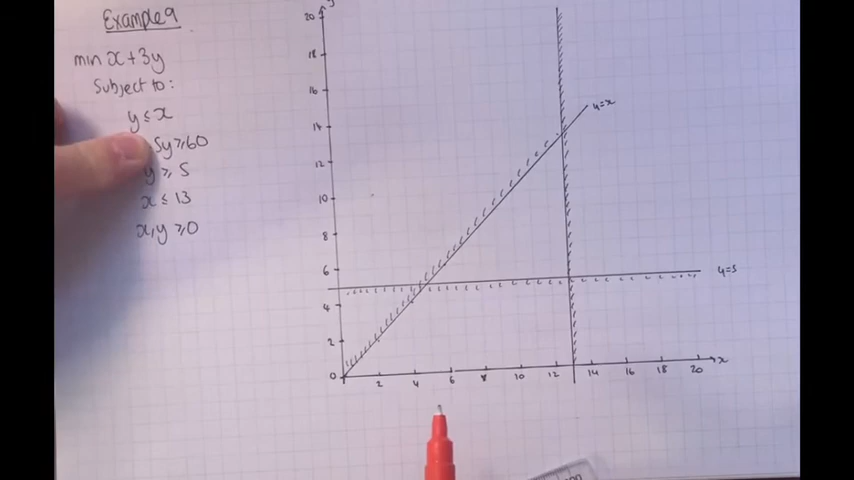 Example 9
min x + 3y
Subject to:
y ≤ x
5y ≥ 60
y ≥ 5
x ≤ 13
x, y ≥ 0
y
20
18
16
14
12
10
8
6
4
2
0
y=x
y=5
2 4 6 8 10 12 14 16 18 20 x